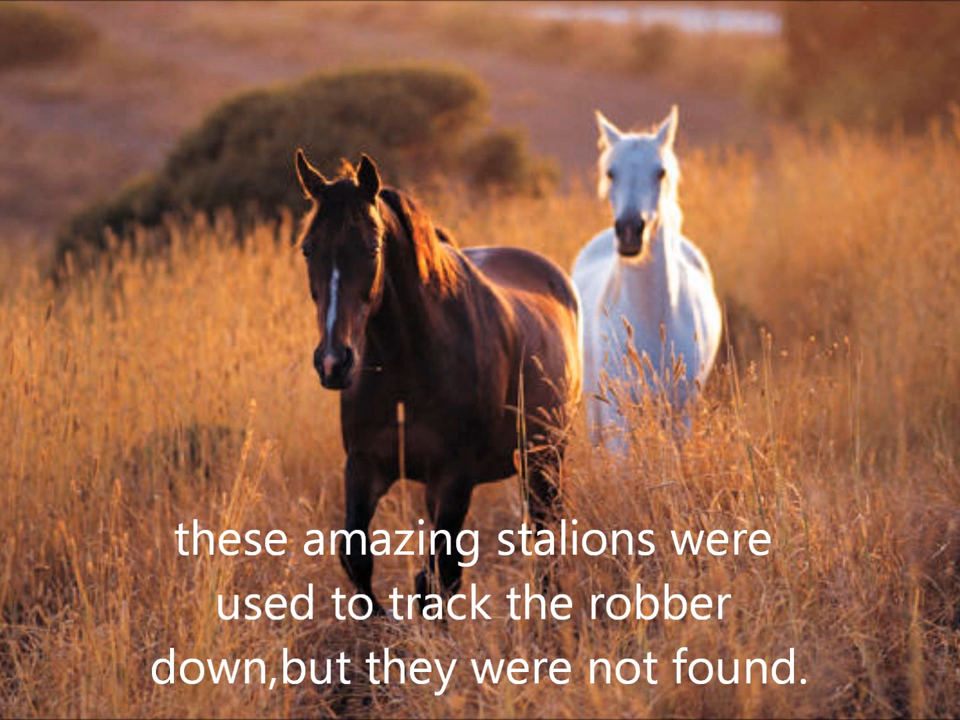 these amazing stalions were
used to track the robber
down,but they were not found.